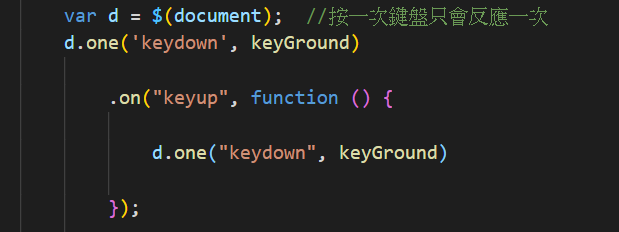 var d = $(document);  //按一次鍵盤只會反應一次
d.one('keydown', keyGround)
.on("keyup", function () {
d.one("keydown", keyGround)
});